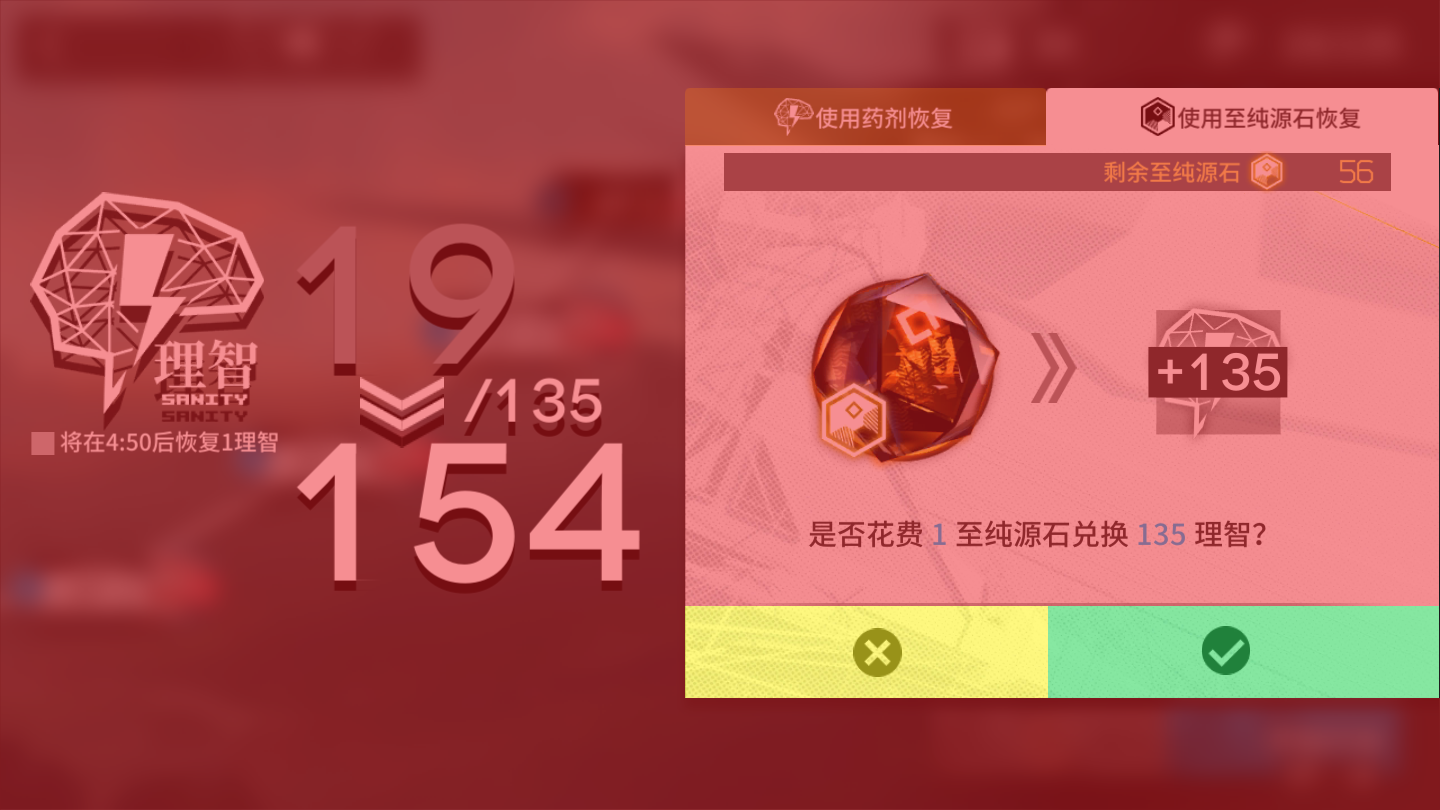 使用药剂恢复
使用至纯源石恢复
剩余至纯源石 56
19
/135
154
理智
SANITY
将在4:50后恢复1理智
+135
是否花费 1 至纯源石兑换 135 理智?